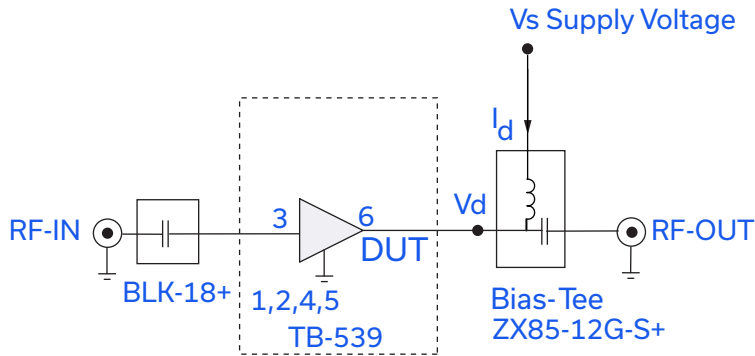 Vs Supply Voltage
Id
Vd
RF-IN
3
6
DUT
RF-OUT
BLK-18+
1,2,4,5
TB-539
Bias-Tee
ZX85-12G-S+